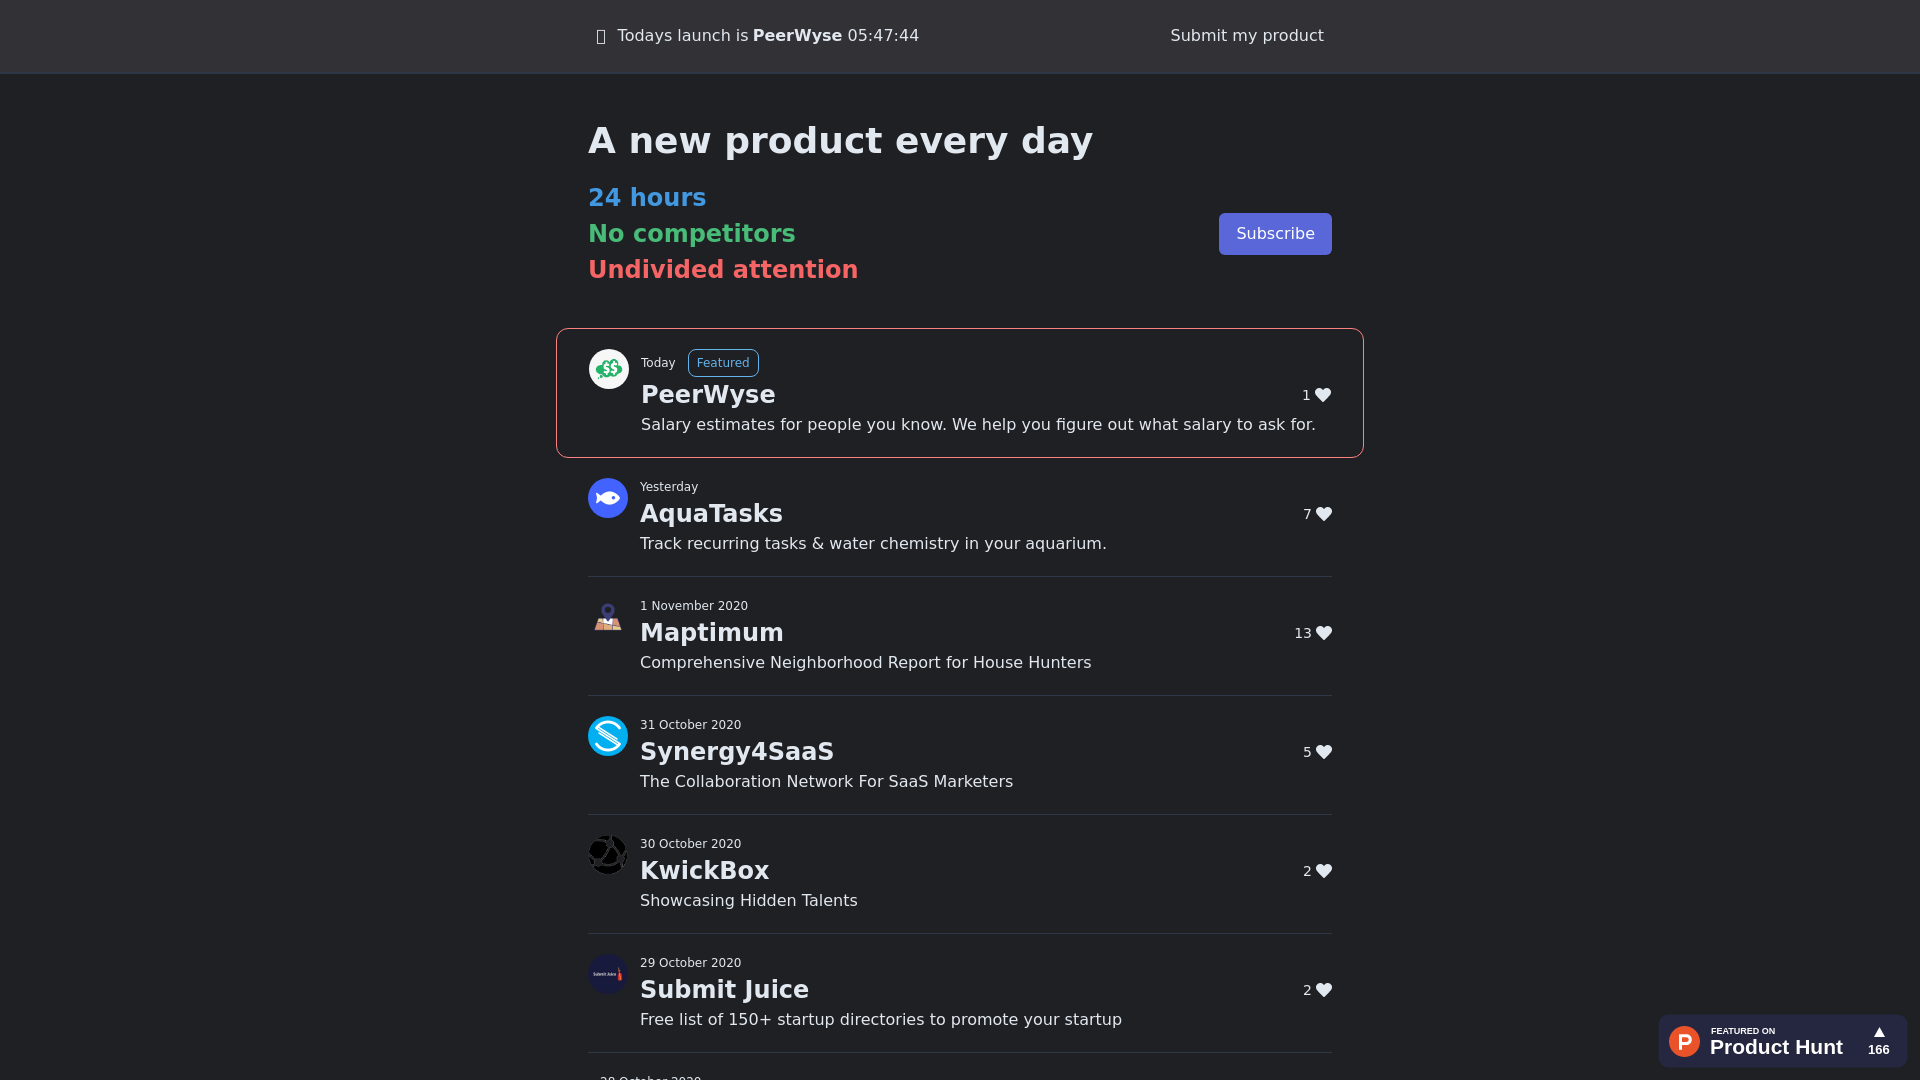 Todays launch is PeerWyse 05:47:44
Submit my product
A new product every day
24 hours
No competitors
Undivided attention
Subscribe
Today Featured
PeerWyse
1
Salary estimates for people you know. We help you figure out what salary to ask for.
Yesterday
AquaTasks
7
Track recurring tasks & water chemistry in your aquarium.
1 November 2020
Maptimum
13
Comprehensive Neighborhood Report for House Hunters
31 October 2020
Synergy4SaaS
5
The Collaboration Network For SaaS Marketers
30 October 2020
KwickBox
2
Showcasing Hidden Talents
29 October 2020
Submit Juice
Submit Juice
2
Free list of 150+ startup directories to promote your startup
28 October 2020
P
FEATURED ON
Product Hunt
166